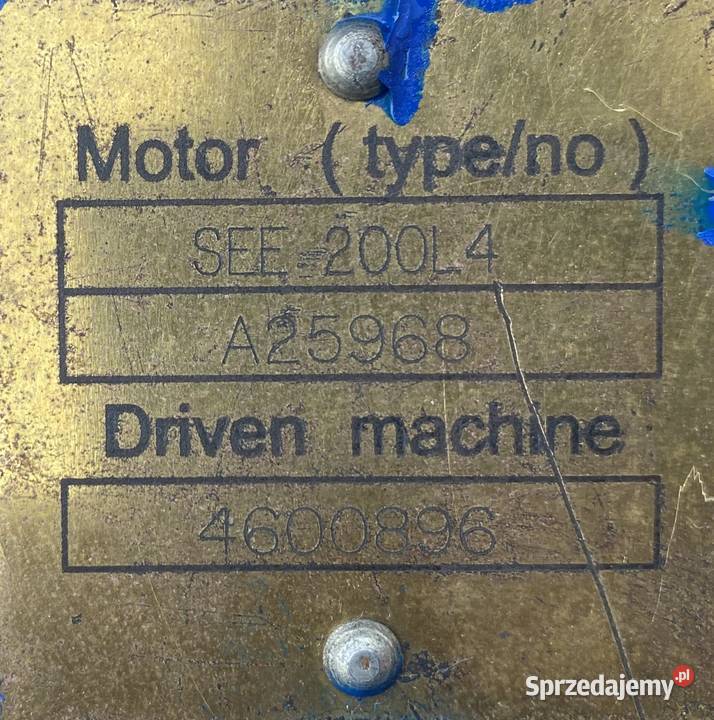 Motor (type/no)
SEE 200L4
A25968
Driven machine
4600896
Sprzedajemy.pl